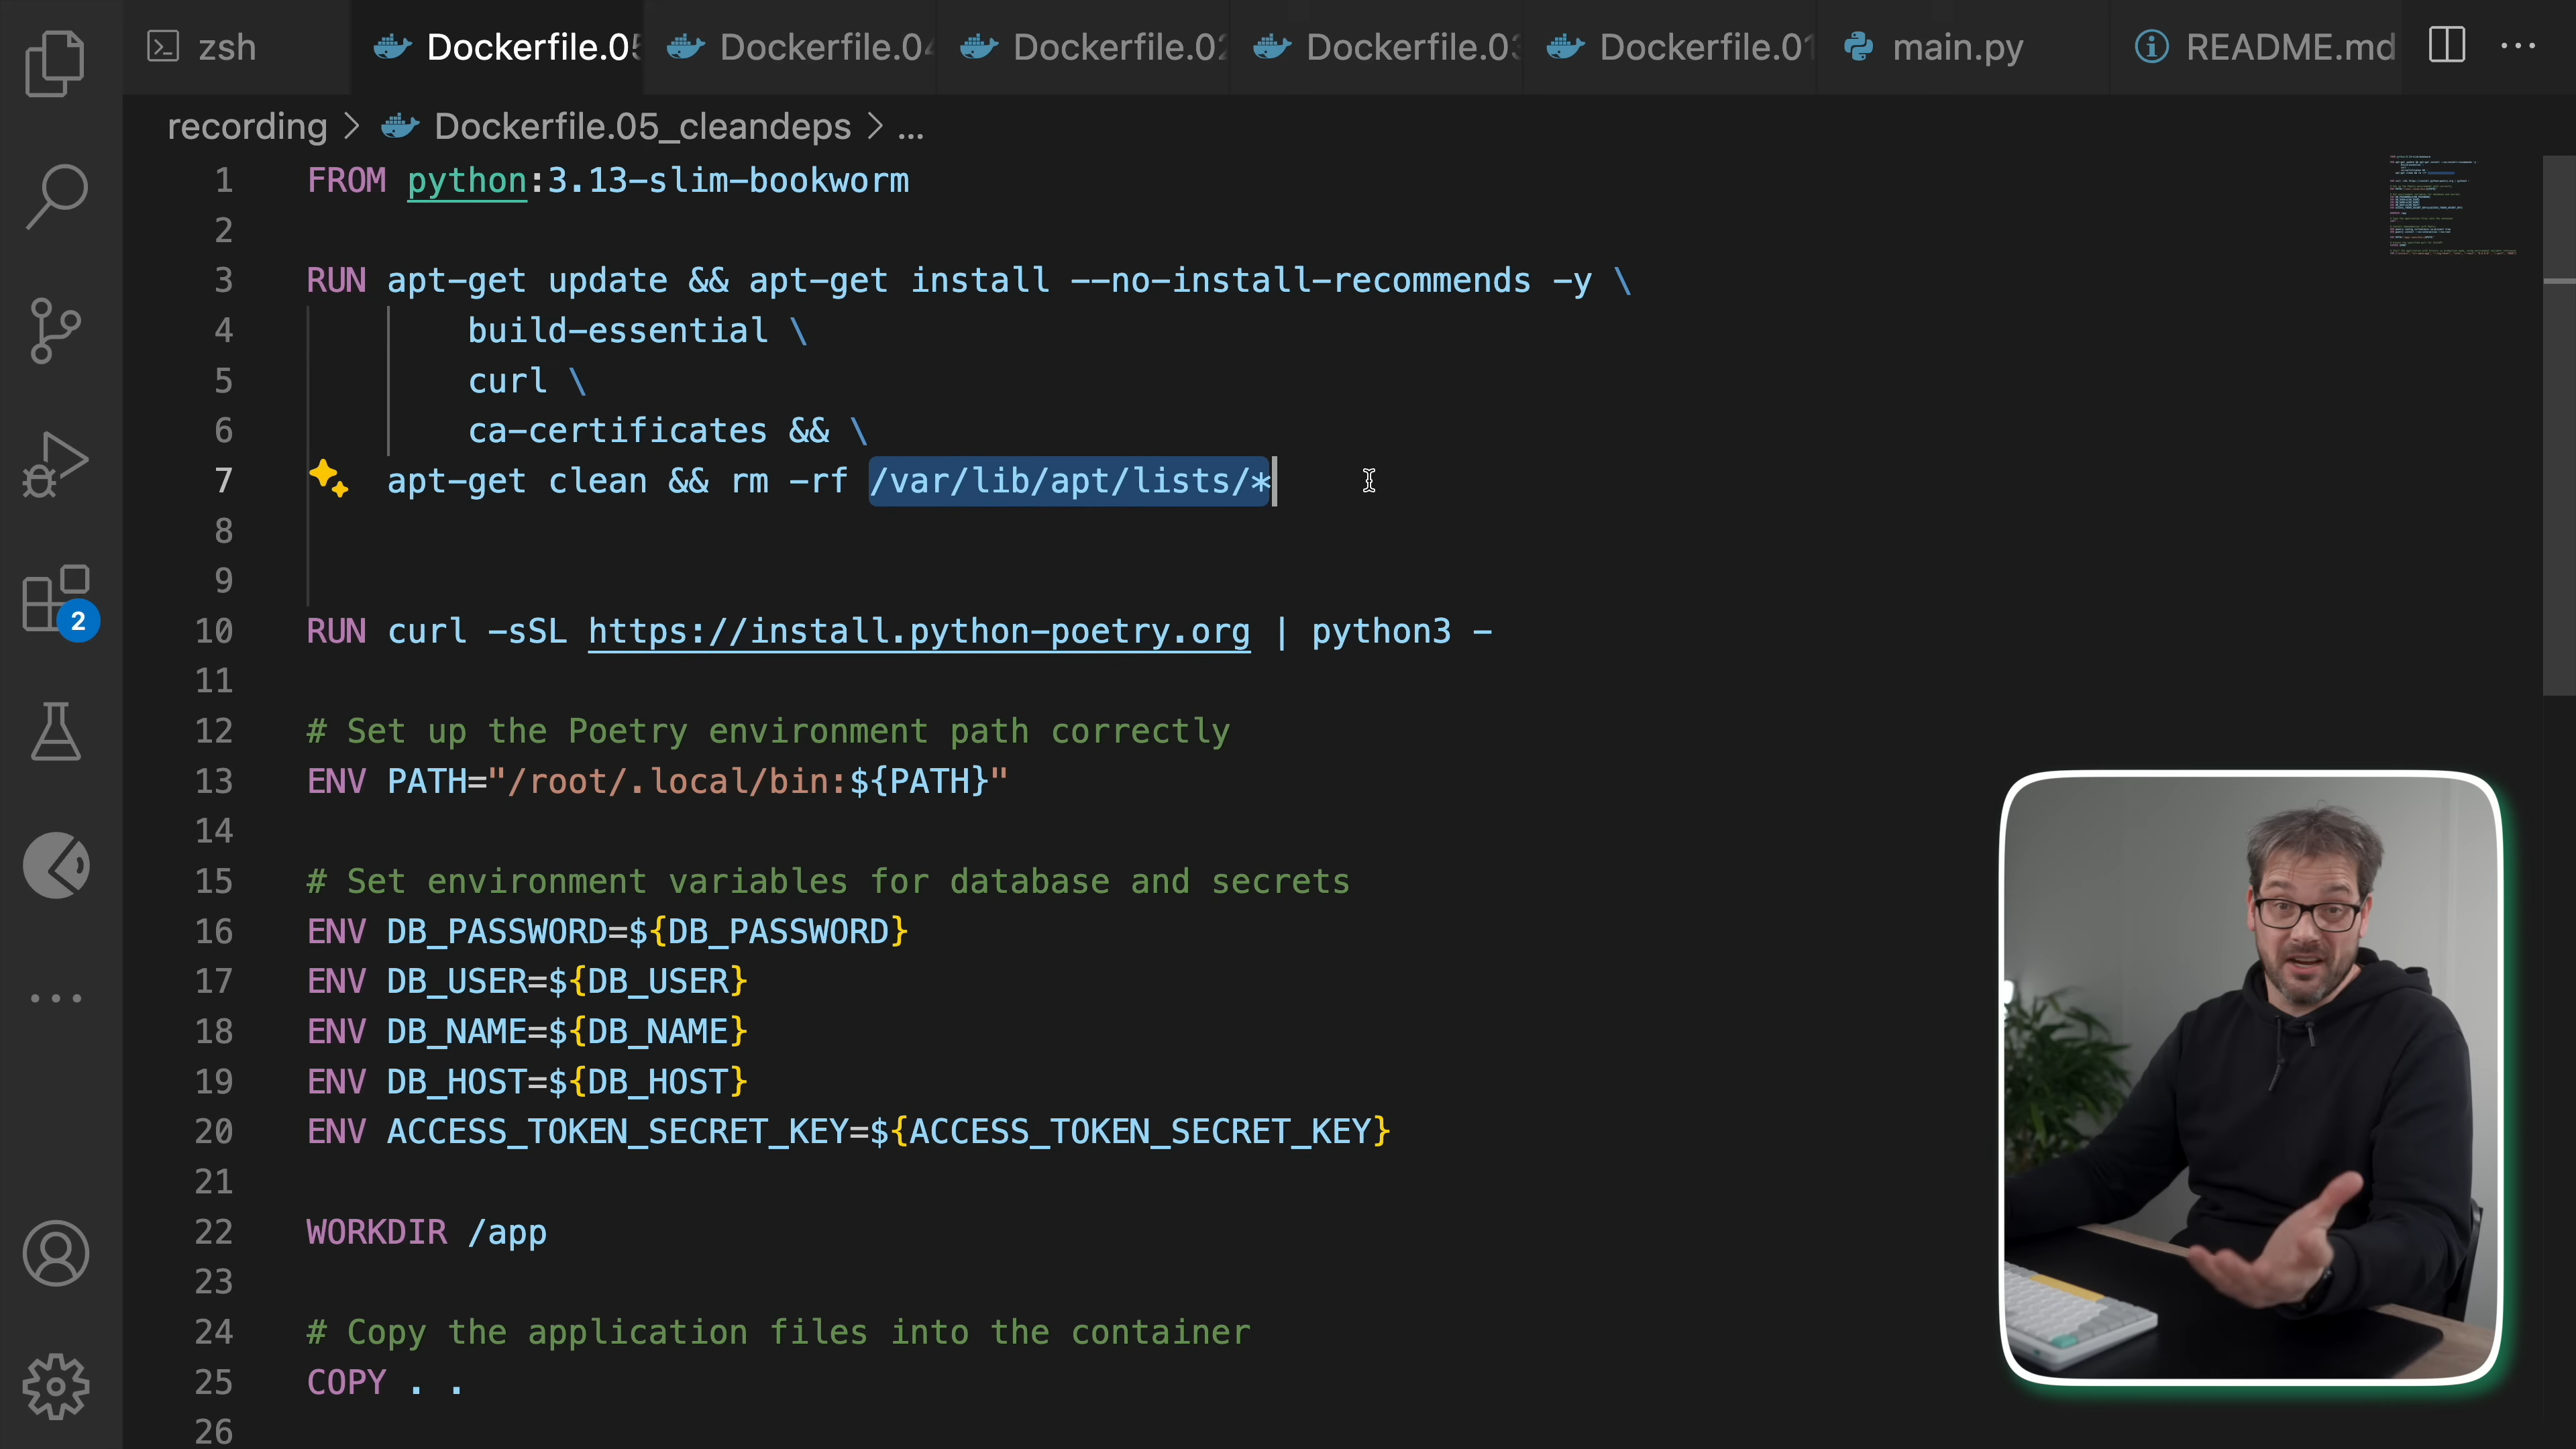 zsh
Dockerfile.05
Dockerfile.04
Dockerfile.02
Dockerfile.03
Dockerfile.01
main.py
README.md
recording > Dockerfile.05_cleandeps > ...
1 FROM python:3.13-slim-bookworm
2
3 RUN apt-get update && apt-get install --no-install-recommends -y \
4 build-essential \
5 curl \
6 ca-certificates && \
7 apt-get clean && rm -rf /var/lib/apt/lists/*
8
9
10 RUN curl -sSL https://install.python-poetry.org | python3 -
11
12 # Set up the Poetry environment path correctly
13 ENV PATH="/root/.local/bin:${PATH}"
14
15 # Set environment variables for database and secrets
16 ENV DB_PASSWORD=${DB_PASSWORD}
17 ENV DB_USER=${DB_USER}
18 ENV DB_NAME=${DB_NAME}
19 ENV DB_HOST=${DB_HOST}
20 ENV ACCESS_TOKEN_SECRET_KEY=${ACCESS_TOKEN_SECRET_KEY}
21
22 WORKDIR /app
23
24 # Copy the application files into the container
25 COPY . .
26
2